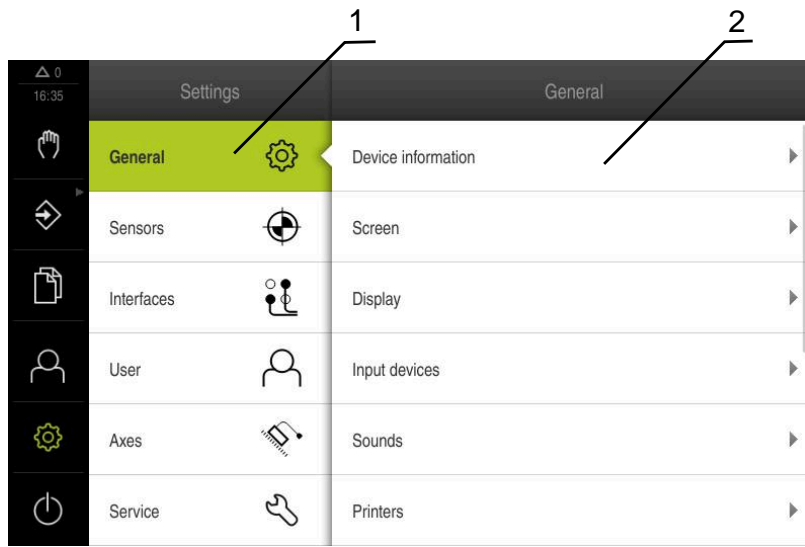 1 2
0
16:35
Settings
General
General
Device information
Sensors
Screen
Interfaces
Display
User
Input devices
Axes
Sounds
Service
Printers